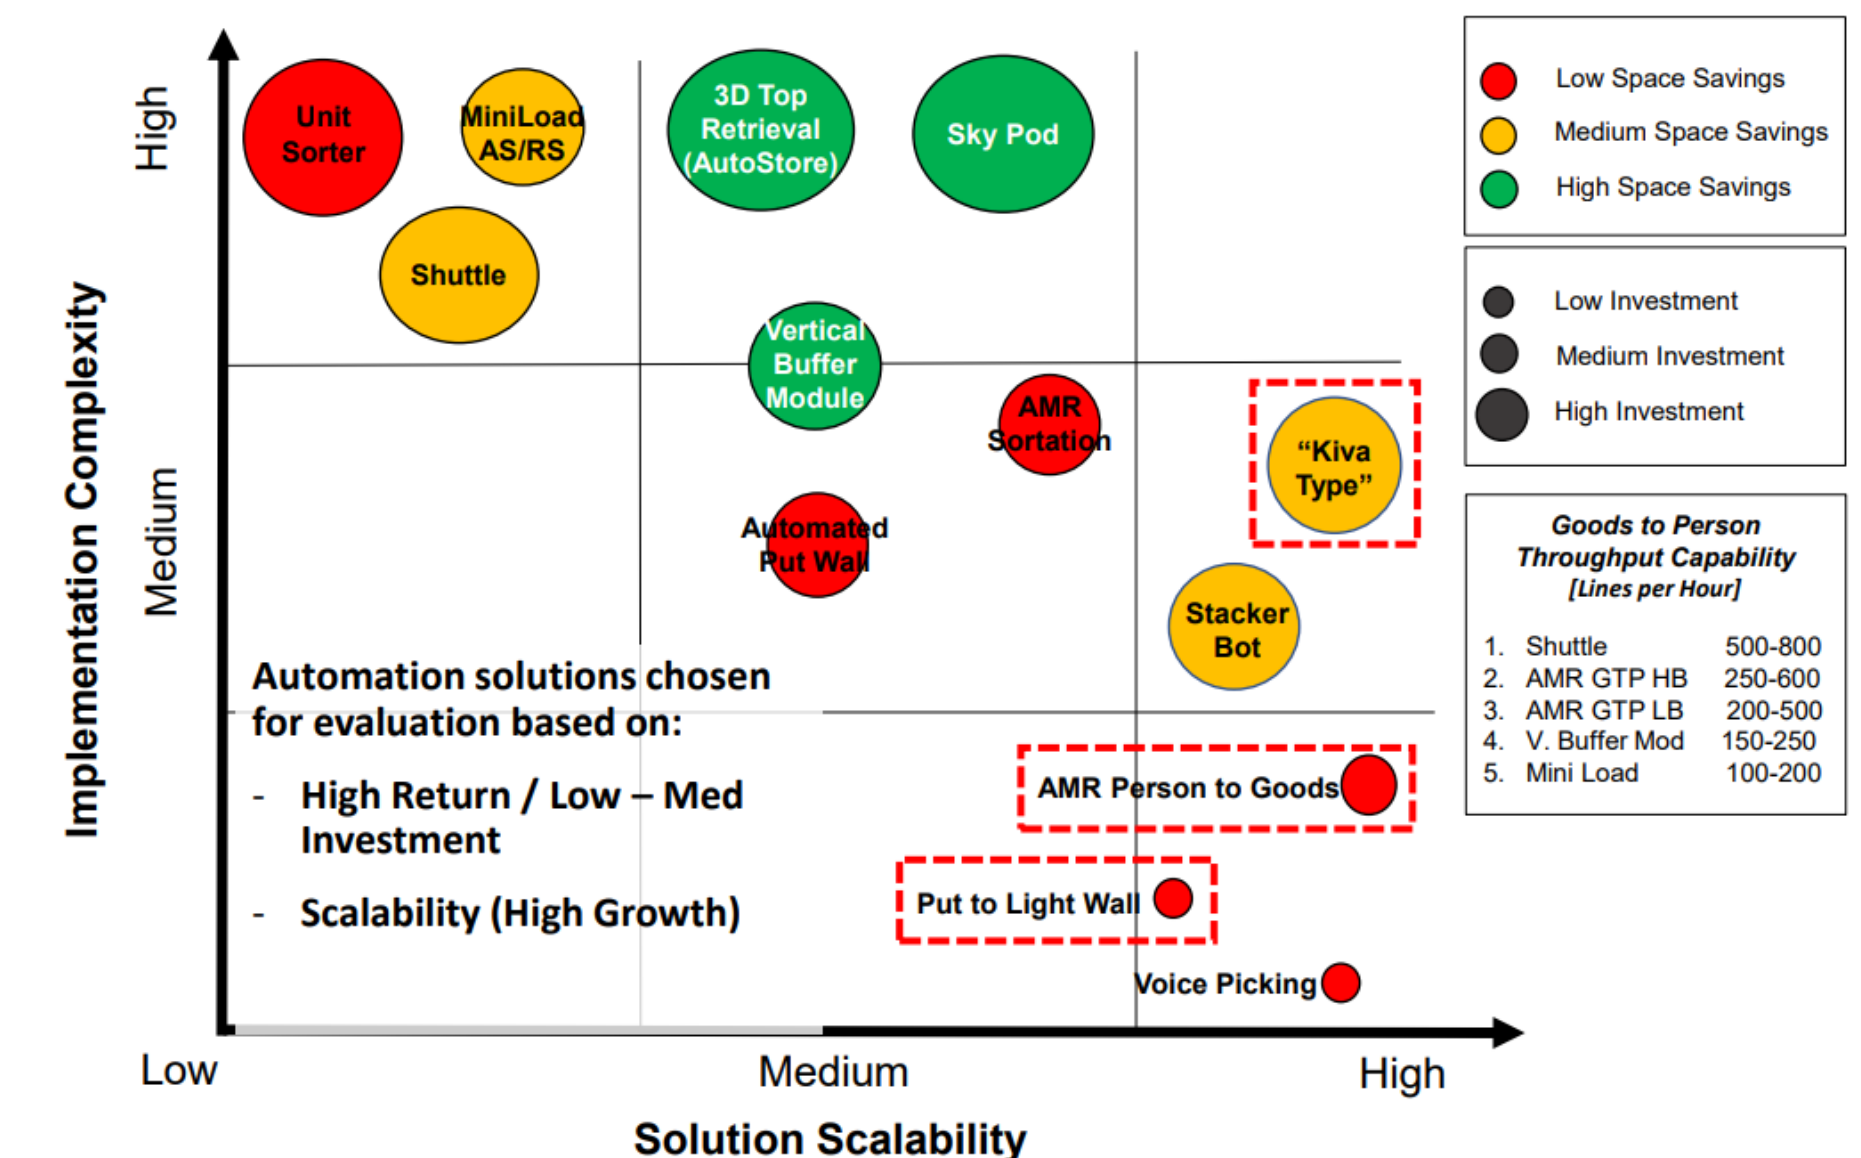 Implementation Complexity
High
Medium
Unit
Sorter
MiniLoad
AS/RS
Shuttle
3D Top
Retrieval
(AutoStore)
Sky Pod
Vertical
Buffer
Module
AMR
Sortation
Automated
Put Wall
“Kiva
Type”
Stacker
Bot
AMR Person to Goods
Put to Light Wall
Voice Picking
Automation solutions chosen
for evaluation based on:
- High Return / Low – Med
Investment
- Scalability (High Growth)
Low
Medium
High
Solution Scalability
Low Space Savings
Medium Space Savings
High Space Savings
Low Investment
Medium Investment
High Investment
Goods to Person
Throughput Capability
[Lines per Hour]
1. Shuttle 500-800
2. AMR GTP HB 250-600
3. AMR GTP LB 200-500
4. V. Buffer Mod 150-250
5. Mini Load 100-200